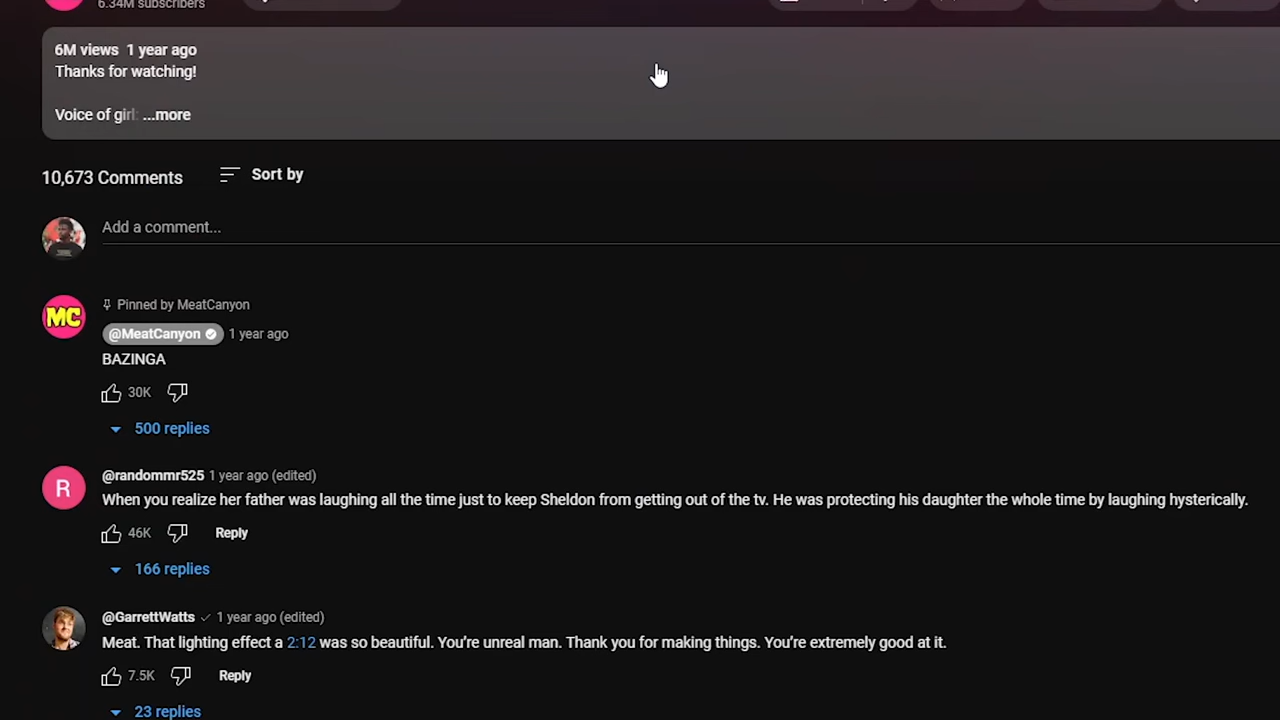 6.34M subscribers
6M views 1 year ago
Thanks for watching!
Voice of girl: ...more
10,673 Comments
Sort by
Add a comment...
Pinned by MeatCanyon
MC
@MeatCanyon 1 year ago
BAZINGA
30K
500 replies
R
@randommr525 1 year ago (edited)
When you realize her father was laughing all the time just to keep Sheldon from getting out of the tv. He was protecting his daughter the whole time by laughing hysterically.
46K Reply
166 replies
@GarrettWatts 1 year ago (edited)
Meat. That lighting effect a 2:12 was so beautiful. You're unreal man. Thank you for making things. You're extremely good at it.
7.5K Reply
23 replies